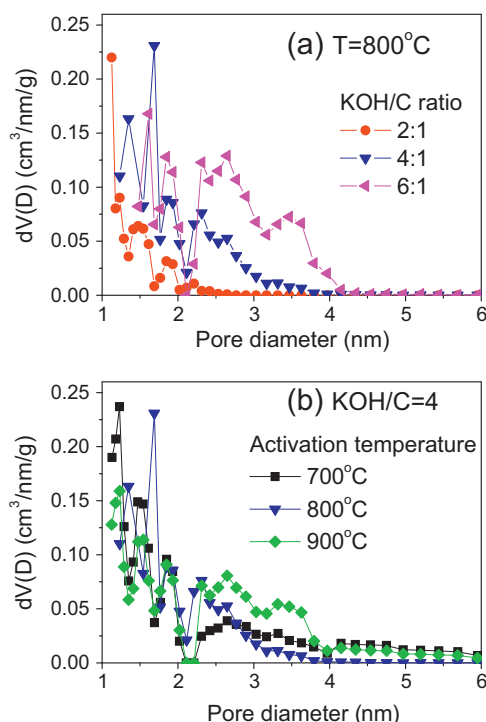 (a) T=800°C
KOH/C ratio
2:1
4:1
6:1
0.25
0.20
0.15
0.10
0.05
0.00
dV(D) (cm³/nm/g)
1 2 3 4 5 6
Pore diameter (nm)
(b) KOH/C=4
Activation temperature
700°C
800°C
900°C
0.25
0.20
0.15
0.10
0.05
0.00
dV(D) (cm³/nm/g)
1 2 3 4 5 6
Pore diameter (nm)